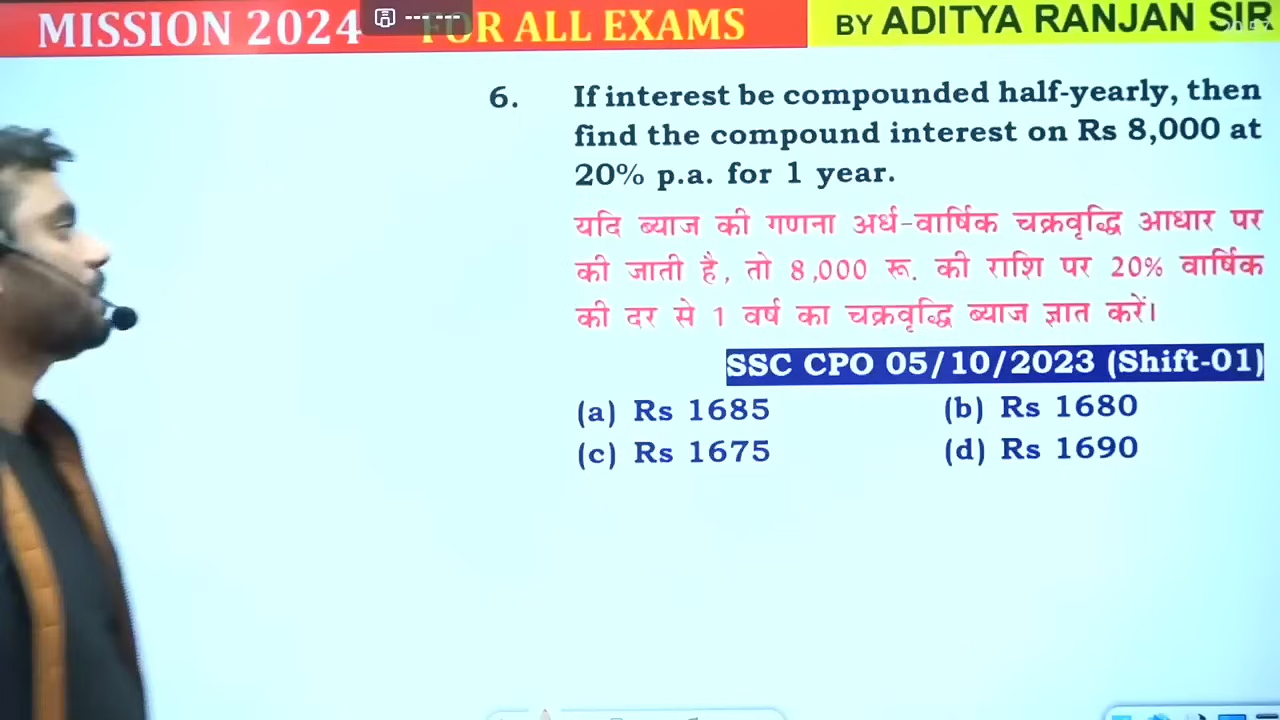 MISSION 2024 FOR ALL EXAMS
BY ADITYA RANJAN SIR
6. If interest be compounded half-yearly, then
find the compound interest on Rs 8,000 at
20% p.a. for 1 year.
यदि ब्याज की गणना अर्ध-वार्षिक चक्रवृद्धि आधार पर
की जाती है, तो 8,000 रू. की राशि पर 20% वार्षिक
की दर से 1 वर्ष का चक्रवृद्धि ब्याज ज्ञात करें।
SSC CPO 05/10/2023 (Shift-01)
(a) Rs 1685 (b) Rs 1680
(c) Rs 1675 (d) Rs 1690